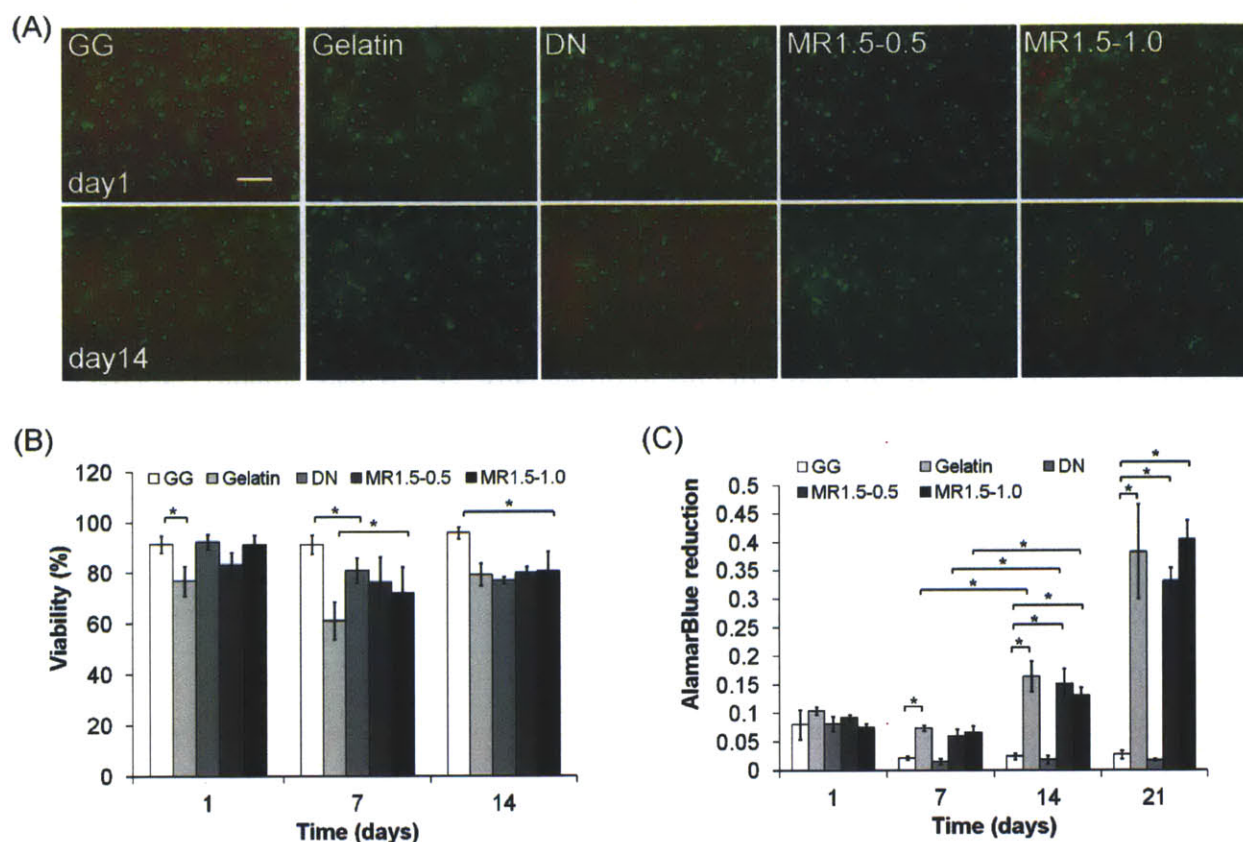 (A)
GG Gelatin DN MR1.5-0.5 MR1.5-1.0
day1
day14
(B)
120
100
80
60
40
20
0
Viability (%)
GG Gelatin DN MR1.5-0.5 MR1.5-1.0
* * * *
1 7 14
Time (days)
(C)
GG Gelatin DN
MR1.5-0.5 MR1.5-1.0
0.5
0.45
0.4
0.35
0.3
0.25
0.2
0.15
0.1
0.05
0
AlamarBlue reduction
* * * * * * * * * *
1 7 14 21
Time (days)